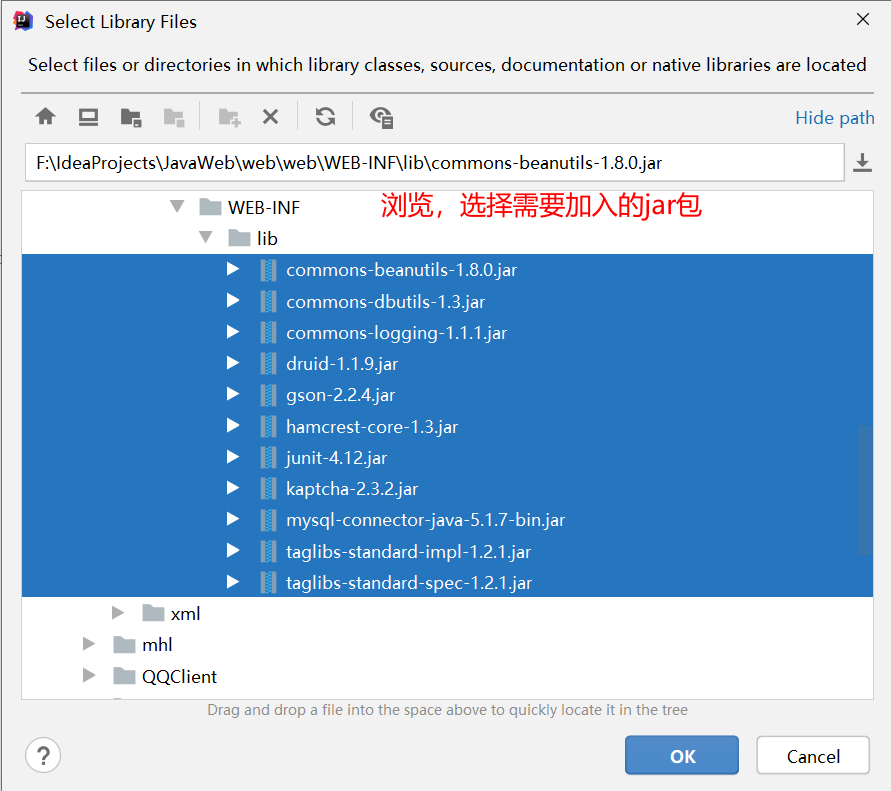 Select Library Files
Select files or directories in which library classes, sources, documentation or native libraries are located
Hide path
F:\IdeaProjects\JavaWeb\web\web\WEB-INF\lib\commons-beanutils-1.8.0.jar
WEB-INF
浏览，选择需要加入的jar包
lib
commons-beanutils-1.8.0.jar
commons-dbutils-1.3.jar
commons-logging-1.1.1.jar
druid-1.1.9.jar
gson-2.2.4.jar
hamcrest-core-1.3.jar
junit-4.12.jar
kaptcha-2.3.2.jar
mysql-connector-java-5.1.7-bin.jar
taglibs-standard-impl-1.2.1.jar
taglibs-standard-spec-1.2.1.jar
xml
mhl
QQClient
Drag and drop a file into the space above to quickly locate it in the tree
?
OK
Cancel